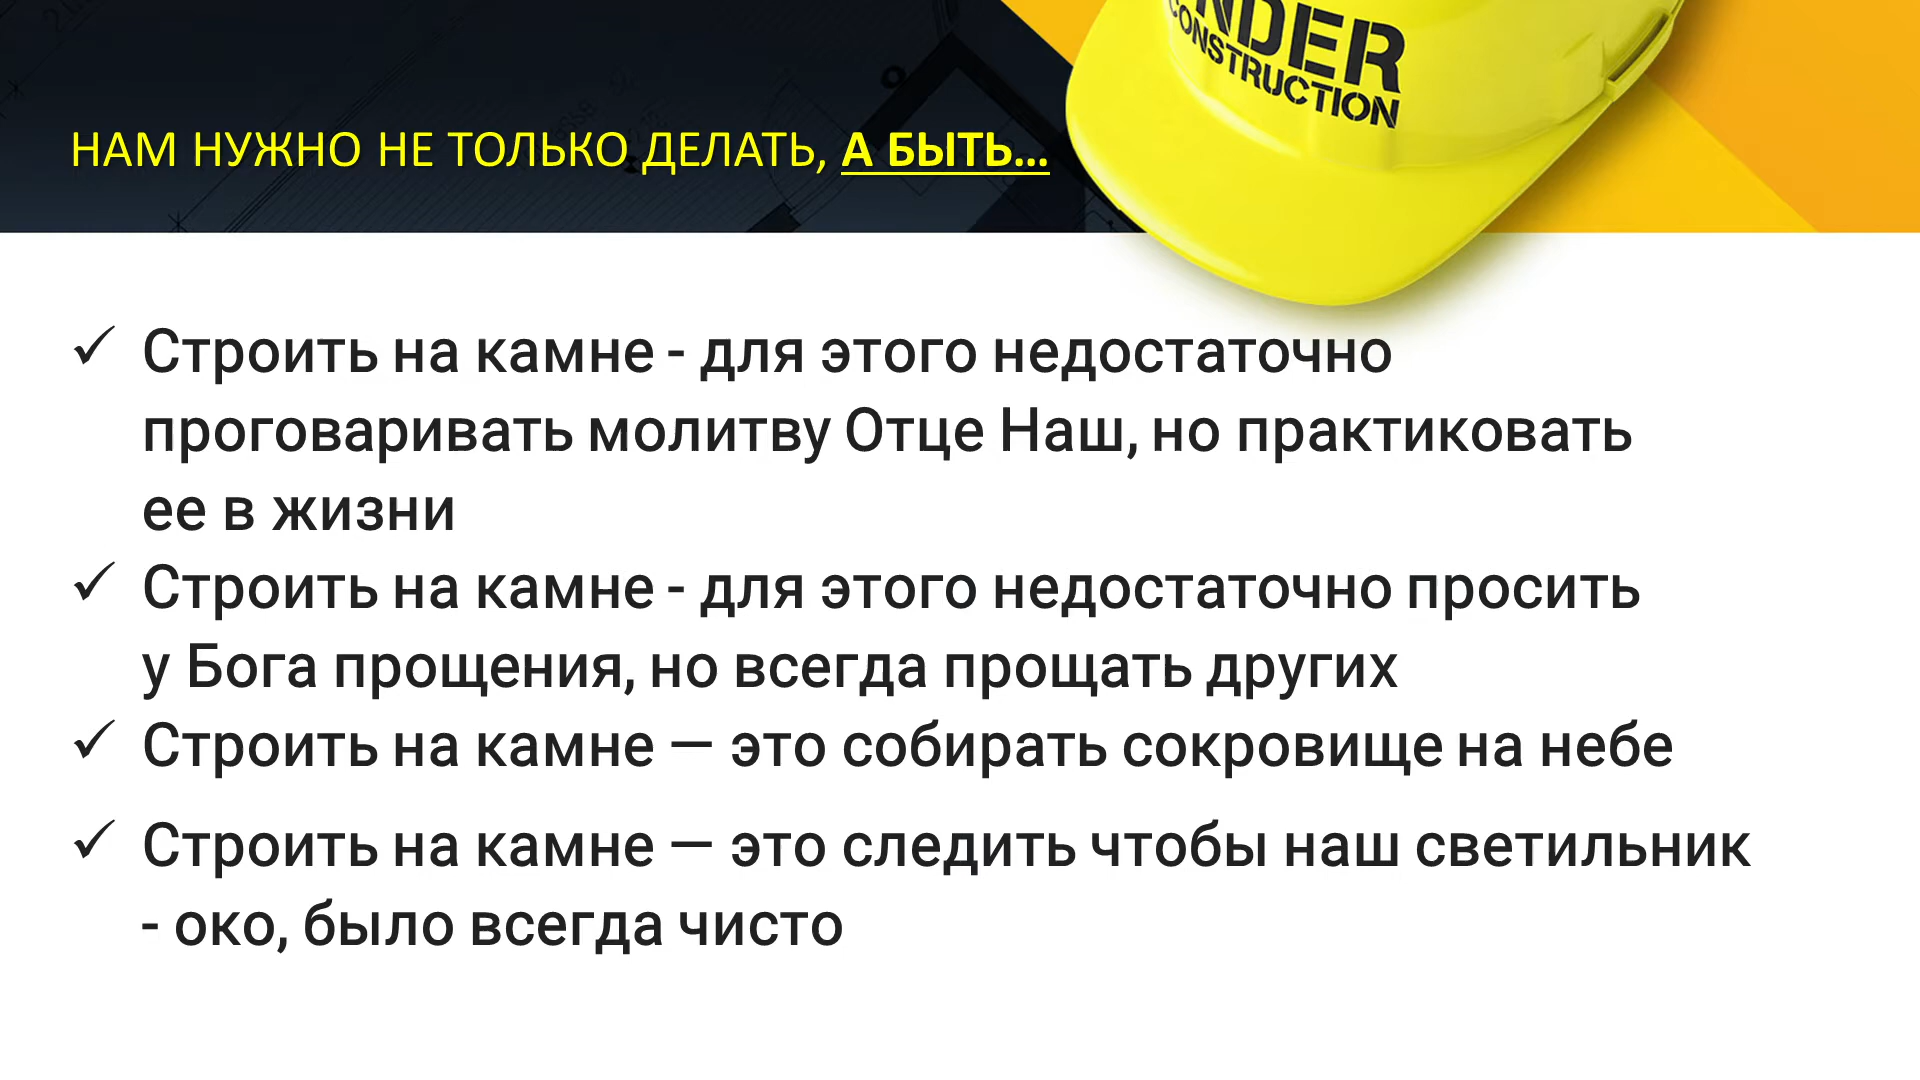 CONSTRUCTION
НАМ НУЖНО НЕ ТОЛЬКО ДЕЛАТЬ, А БЫТЬ...
✓ Строить на камне - для этого недостаточно
проговаривать молитву Отце Наш, но практиковать
ее в жизни
✓ Строить на камне - для этого недостаточно просить
у Бога прощения, но всегда прощать других
✓ Строить на камне — это собирать сокровище на небе
✓ Строить на камне — это следить чтобы наш светильник
- око, было всегда чисто